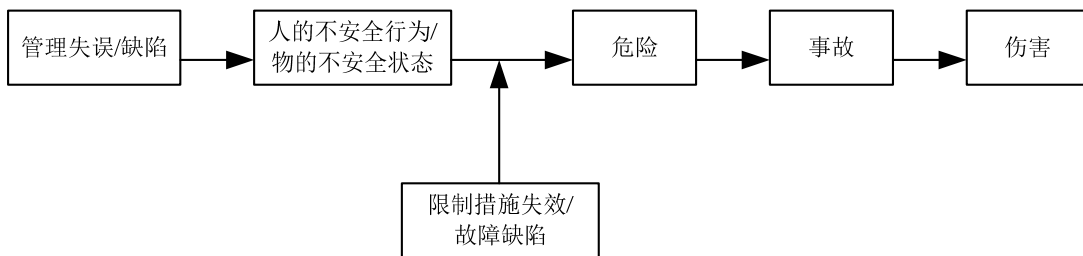 管理失误/缺陷
人的不安全行为/
物的不安全状态
危险
事故
伤害
限制措施失效/
故障缺陷